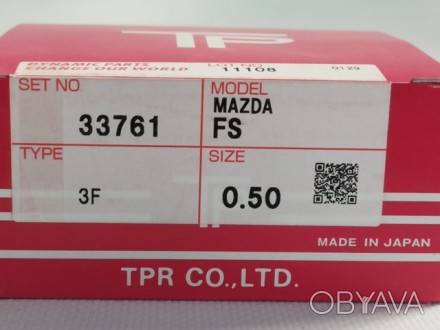 TP
DYNAMIC PARTS
CHANGE OUR WORLD
LOT NO
11108
0129
SET NO
33761
MODEL
MAZDA
FS
TYPE
3F
SIZE
0.50
MADE IN JAPAN
TPR CO.,LTD.
OBYAVA